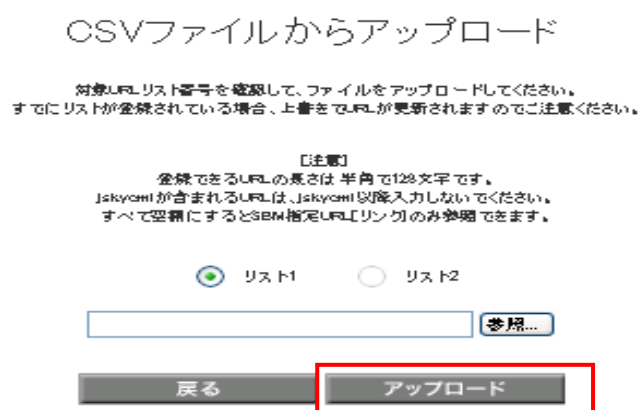 CSVファイルからアップロード
対象URLリスト番号を確認して、ファイルをアップロードしてください。
すでにリストが登録されている場合、上書きでURLが更新されますのでご注意ください。
[注意]
登録できるURLの長さは 半角で128文字です。
jskycmlが含まれるURLは、jskycml以降入力しないでください。
すべて空欄にするとSBM指定URL[リンク]のみ参照できます。
リスト1 リスト2
参照...
戻る アップロード